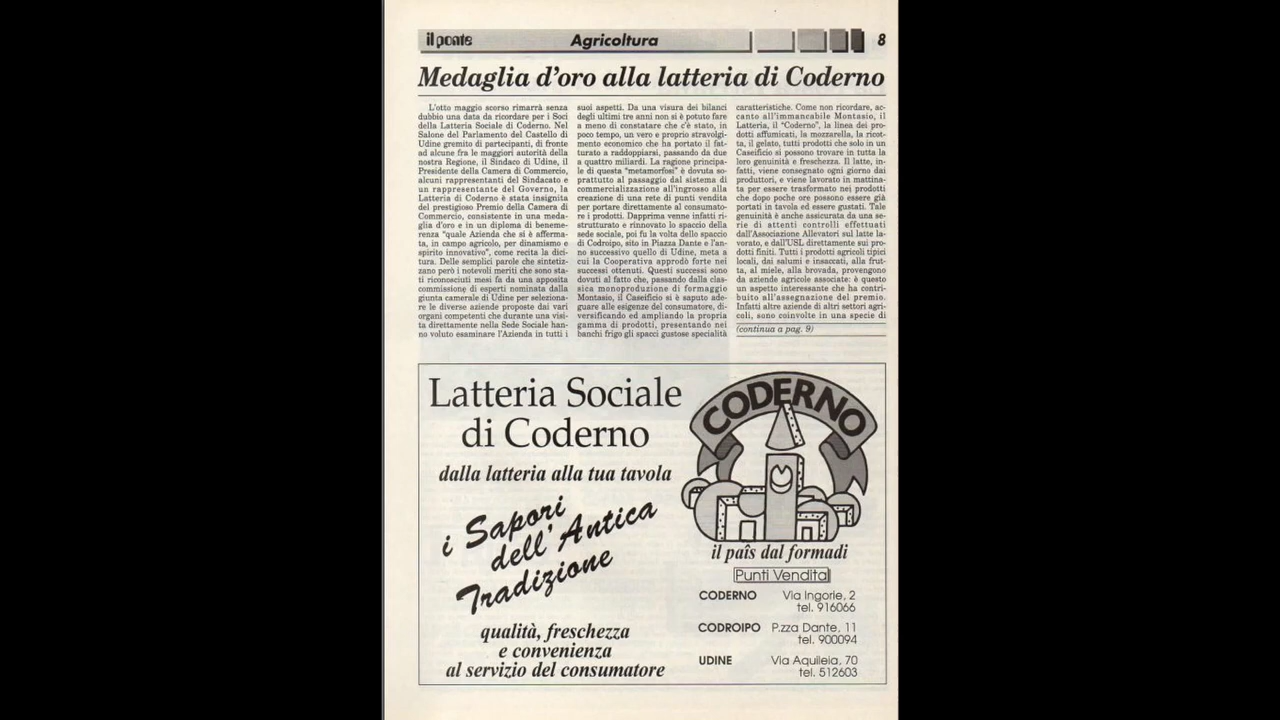 il ponte
Agricoltura
8
Medaglia d'oro alla latteria di Coderno
L'otto maggio scorso rimarrà senza
dubbio una data da ricordare per i Soci
della Latteria Sociale di Coderno. Nel
Salone del Parlamento del Castello di
Udine gremito di partecipanti, di fronte
ad alcune fra le maggiori autorità della
nostra Regione, il Sindaco di Udine, il
Presidente della Camera di Commercio,
alcuni rappresentanti del Sindacato e
un rappresentante del Governo, la
Latteria di Coderno è stata insignita
del prestigioso Premio della Camera di
Commercio, consistente in una meda-
glia d'oro e in un diploma di beneme-
renza "quale Azienda che si è afferma-
ta, in campo agricolo, per dinamismo e
spirito innovativo", come recita la dici-
tura. Delle semplici parole che sintetiz-
zano però i notevoli meriti che sono sta-
ti riconosciuti mesi fa da una apposita
commissione di esperti nominata dalla
giunta camerale di Udine per seleziona-
re le diverse aziende proposte dai vari
organi competenti che durante una visi-
ta direttamente nella Sede Sociale han-
no voluto esaminare l'Azienda in tutti i
suoi aspetti. Da una visura dei bilanci
degli ultimi tre anni non si è potuto fare
a meno di constatare che c'è stato, in
poco tempo, un vero e proprio stravolgi-
mento economico che ha portato il fat-
turato a raddoppiarsi, passando da due
a quattro miliardi. La ragione principa-
le di questa "metamorfosi" è dovuta so-
prattutto al passaggio dal sistema di
commercializzazione all'ingrosso alla
creazione di una rete di punti vendita
per portare direttamente al consumato-
re i prodotti. Dapprima venne infatti ri-
strutturato e rinnovato lo spaccio della
sede sociale, poi fu la volta dello spaccio
di Codroipo, sito in Piazza Dante e l'an-
no successivo quello di Udine, meta a
cui la Cooperativa approdò forte nei
successi ottenuti. Questi successi sono
dovuti al fatto che, passando dalla clas-
sica monoproduzione di formaggio
Montasio, il Caseificio si è saputo ade-
guare alle esigenze del consumatore, di-
versificando ed ampliando la propria
gamma di prodotti, presentando nei
banchi frigo gli spacci gustose specialità
caratteristiche. Come non ricordare, ac-
canto all'immancabile Montasio, il
Latteria, il "Coderno", la linea dei pro-
dotti affumicati, la mozzarella, la ricot-
ta, il gelato, tutti prodotti che solo in un
Caseificio si possono trovare in tutta la
loro genuinità e freschezza. Il latte, in-
fatti, viene consegnato ogni giorno dai
produttori, e viene lavorato in mattina-
ta per essere trasformato nei prodotti
che dopo poche ore possono essere già
portati in tavola ed essere gustati. Tale
genuinità è anche assicurata da una se-
rie di attenti controlli effettuati
dall'Associazione Allevatori sul latte la-
vorato, e dall'USL direttamente sui pro-
dotti finiti. Tutti i prodotti agricoli tipici
locali, dai salumi e insaccati, alla frut-
ta, al miele, alla brovada, provengono
da aziende agricole associate: è questo
un aspetto interessante che ha contri-
buito all'assegnazione del premio.
Infatti altre aziende di altri settori agri-
coli, sono coinvolte in una specie di
(continua a pag. 9)
Latteria Sociale
di Coderno
dalla latteria alla tua tavola
i Sapori
dell'Antica
Tradizione
qualità, freschezza
e convenienza
al servizio del consumatore
CODERNO
il paîs dal formadi
Punti Vendita
CODERNO Via Ingorie, 2
tel. 916066
CODROIPO P.zza Dante, 11
tel. 900094
UDINE Via Aquileia, 70
tel. 512603